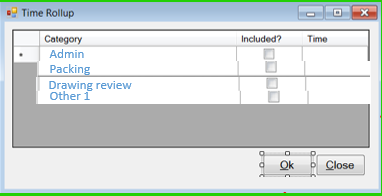 Time Rollup
Category Included? Time
Admin
Packing
Drawing review
Other 1
Ok Close